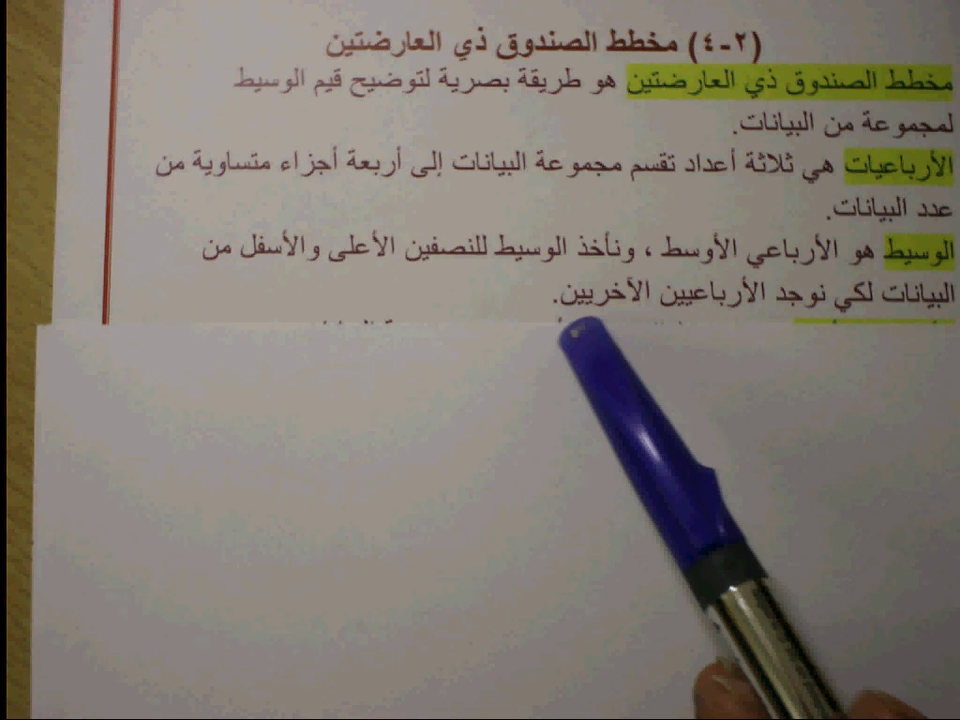 (٢-٤) مخطط الصندوق ذي العارضتين
مخطط الصندوق ذي العارضتين هو طريقة بصرية لتوضيح قيم الوسيط
لمجموعة من البيانات.
الأرباعيات هي ثلاثة أعداد تقسم مجموعة البيانات إلى أربعة أجزاء متساوية من
عدد البيانات.
الوسيط هو الأرباعي الأوسط ، ونأخذ الوسيط للنصفين الأعلى والأسفل من
البيانات لكي نوجد الأرباعيين الأخريين.